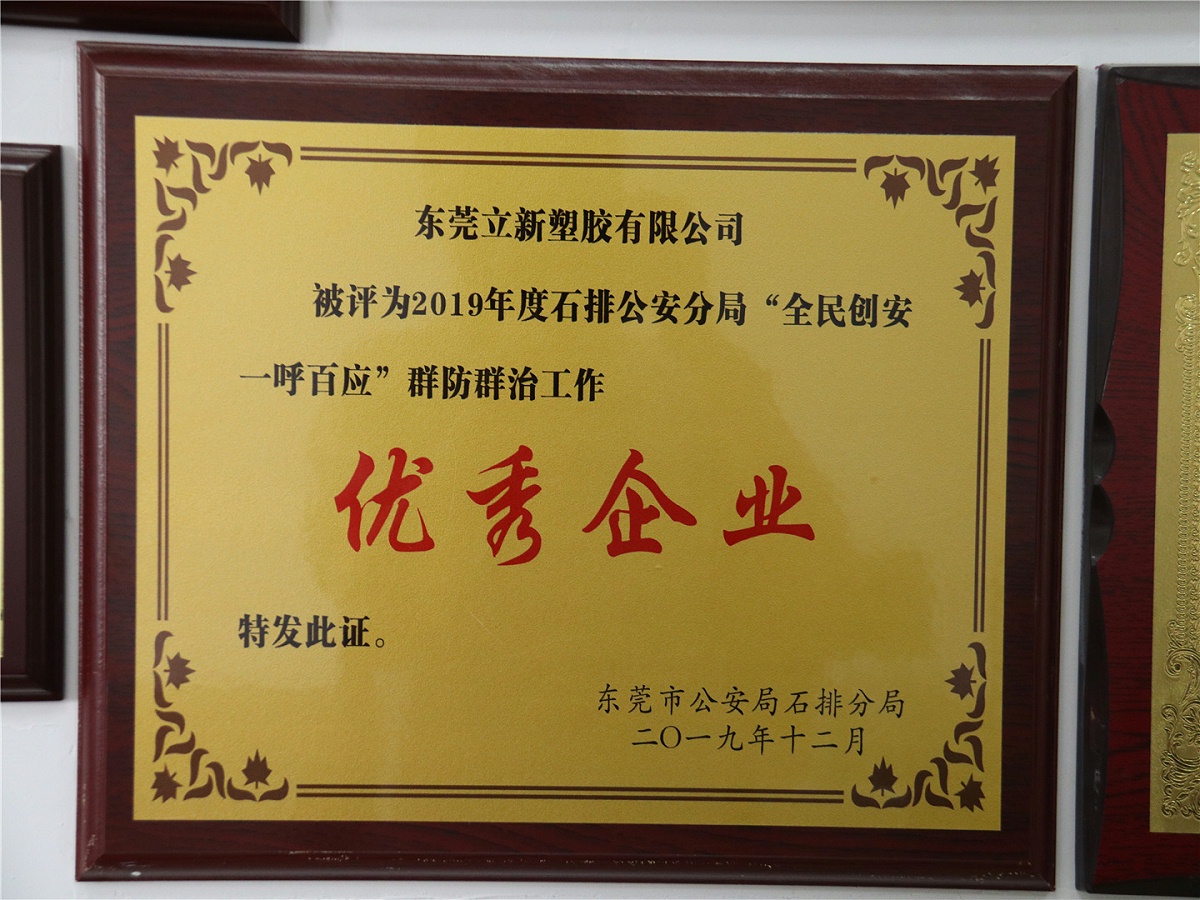 东莞立新塑胶有限公司
被评为2019年度石排公安分局“全民创安
一呼百应”群防群治工作
优秀企业
特发此证。
东莞市公安局石排分局
二〇一九年十二月